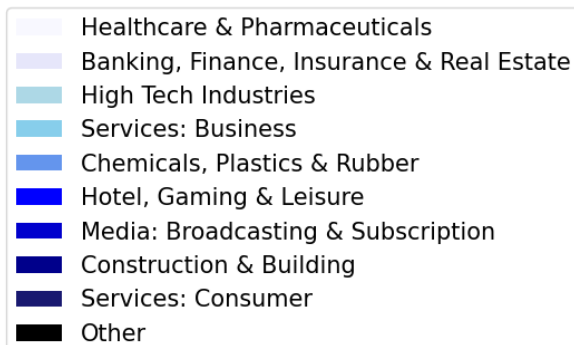 Healthcare & Pharmaceuticals
Banking, Finance, Insurance & Real Estate
High Tech Industries
Services: Business
Chemicals, Plastics & Rubber
Hotel, Gaming & Leisure
Media: Broadcasting & Subscription
Construction & Building
Services: Consumer
Other